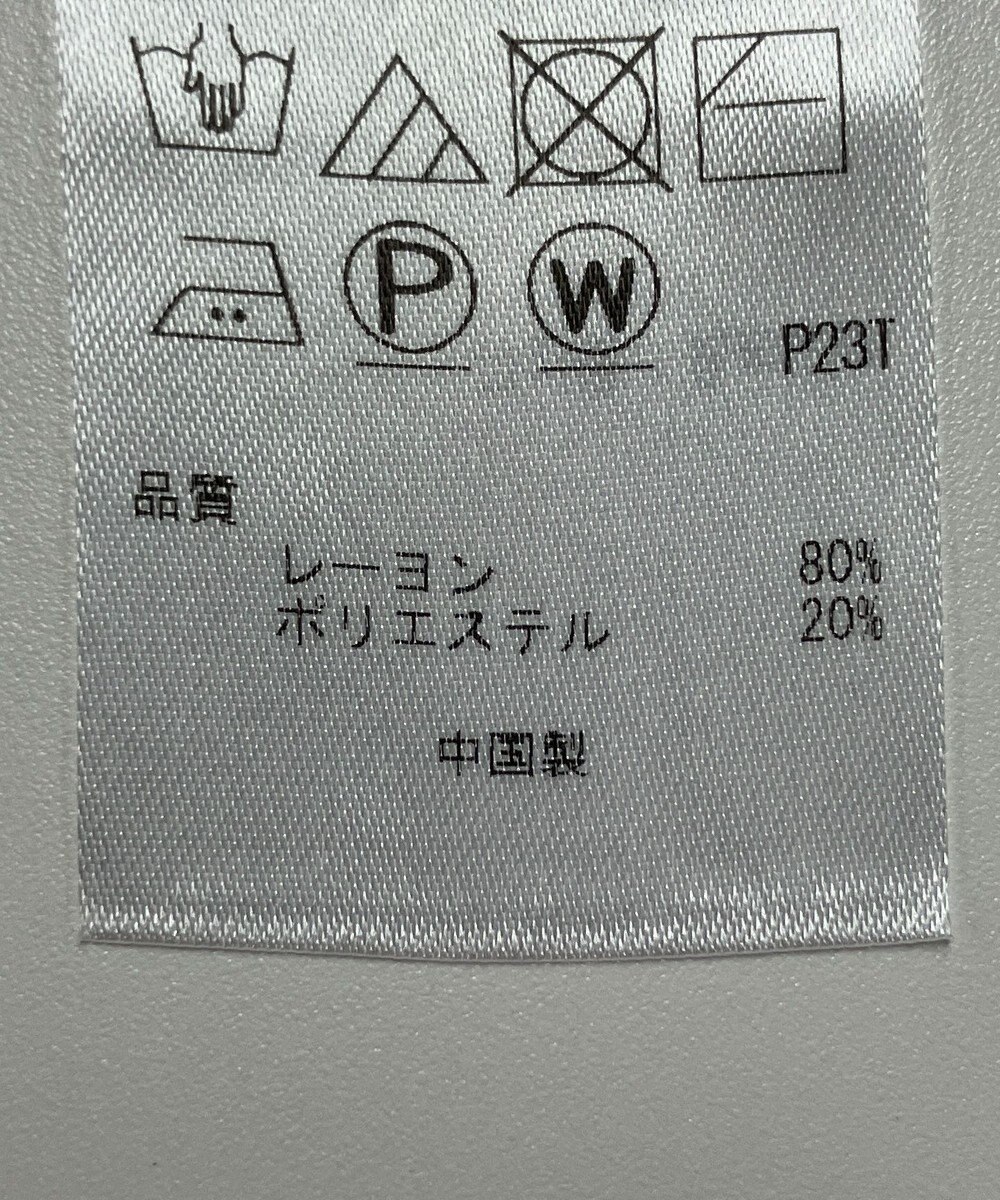 P W
P23T
品質
レーヨン 80%
ポリエステル 20%
中国製